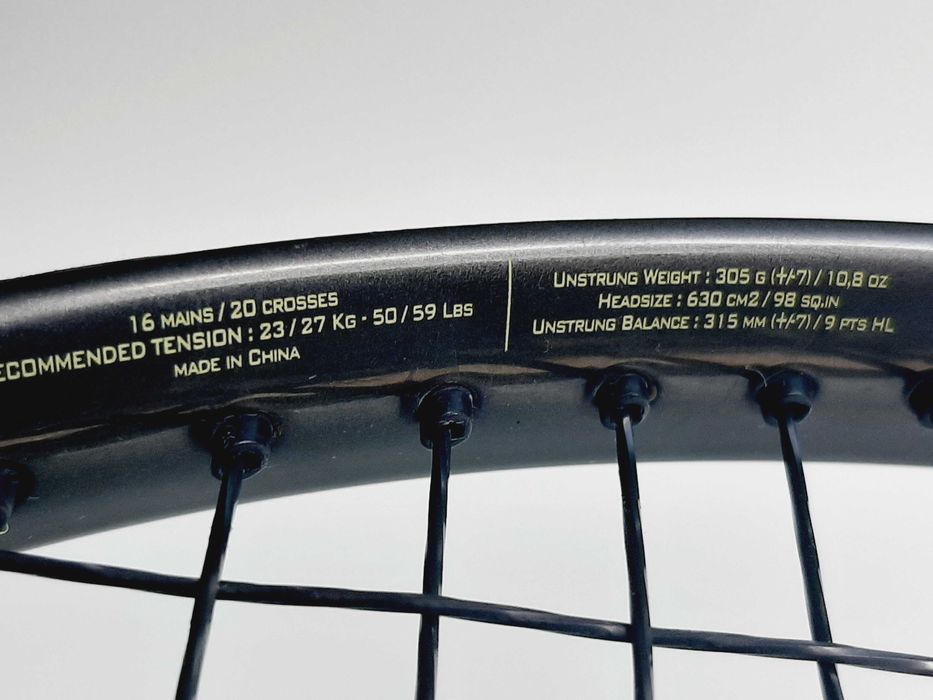 16 MAINS / 20 CROSSES
ECOMMENDED TENSION : 23 / 27 KG - 50 / 59 LBS
MADE IN CHINA
UNSTRUNG WEIGHT : 305 G (+/-7) / 10,8 OZ
HEADSIZE : 630 CM2 / 98 SQ.IN
UNSTRUNG BALANCE : 315 MM (+/-7) / 9 PTS HL